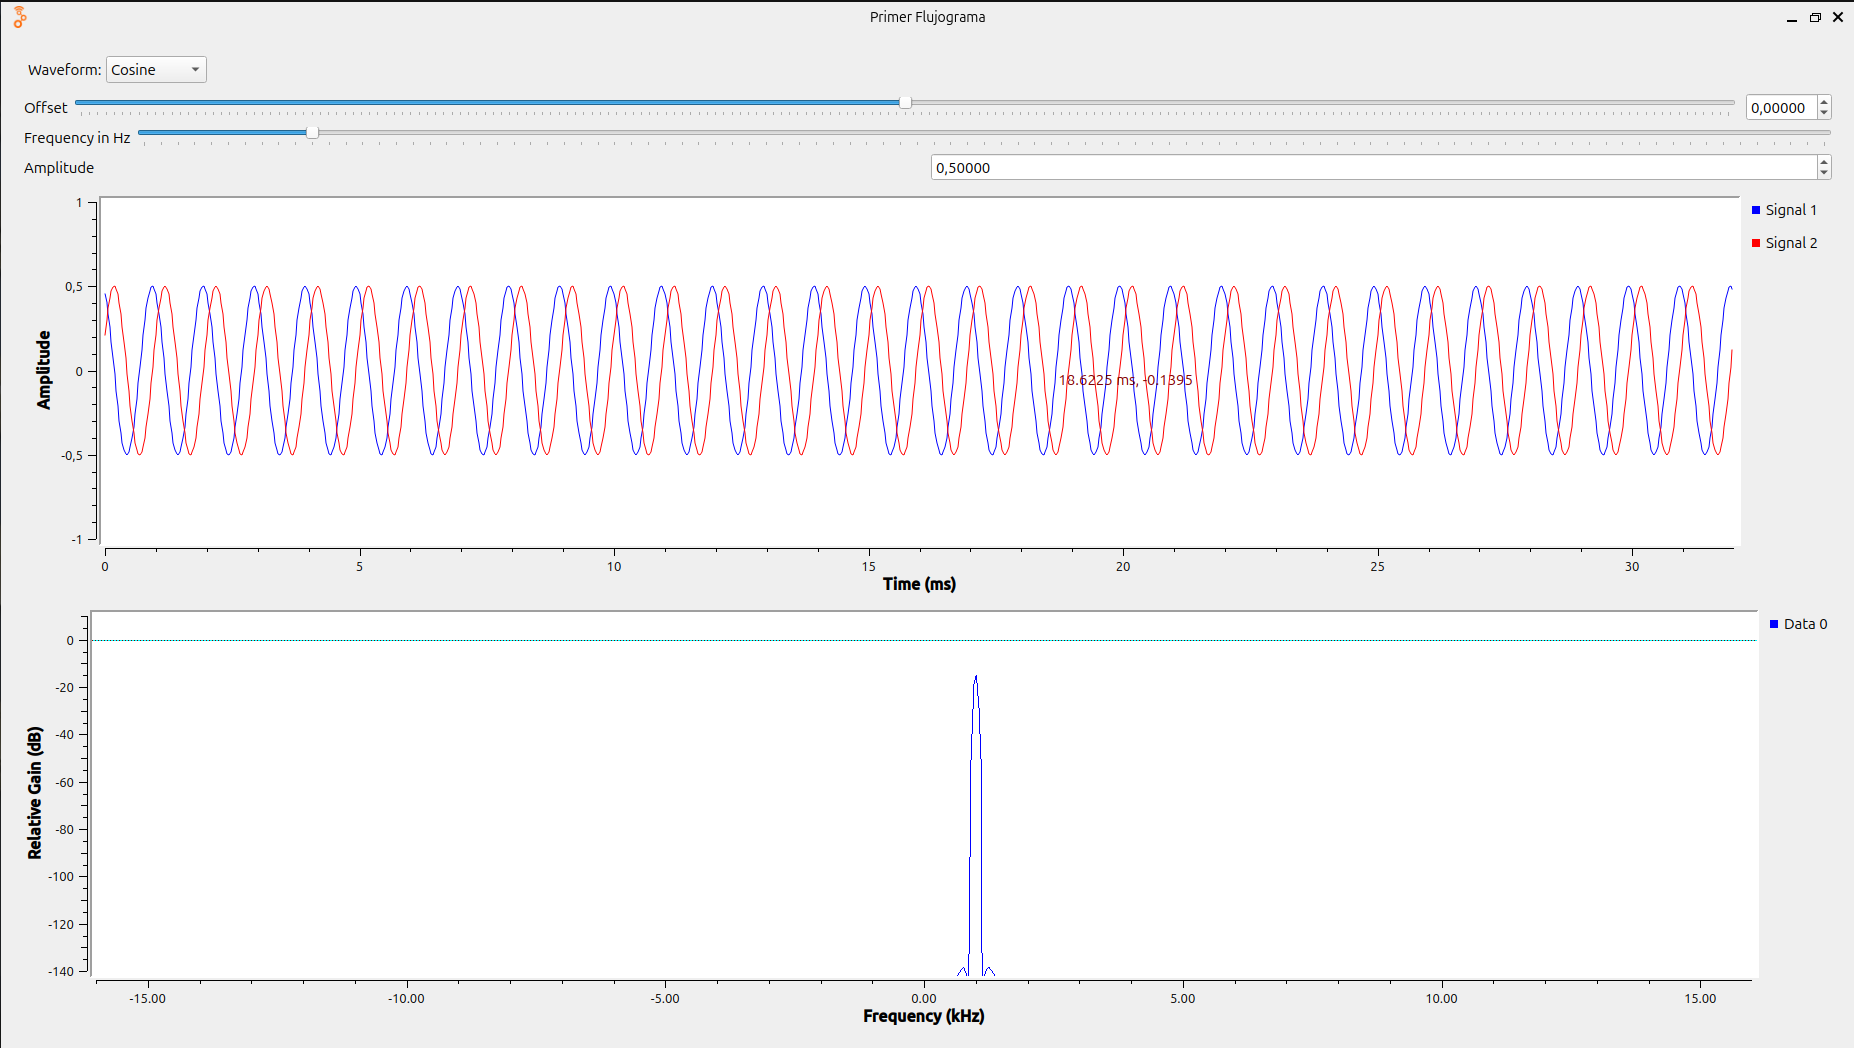 Primer Flujograma
Waveform: Cosine
Offset 0,00000
Frequency in Hz
Amplitude 0,50000
Signal 1
Signal 2
1
0,5
0
-0,5
-1
Amplitude
18.6225 ms, -0.1395
0 5 10 15 20 25 30
Time (ms)
Data 0
0
-20
-40
-60
-80
-100
-120
-140
Relative Gain (dB)
-15.00 -10.00 -5.00 0.00 5.00 10.00 15.00
Frequency (kHz)